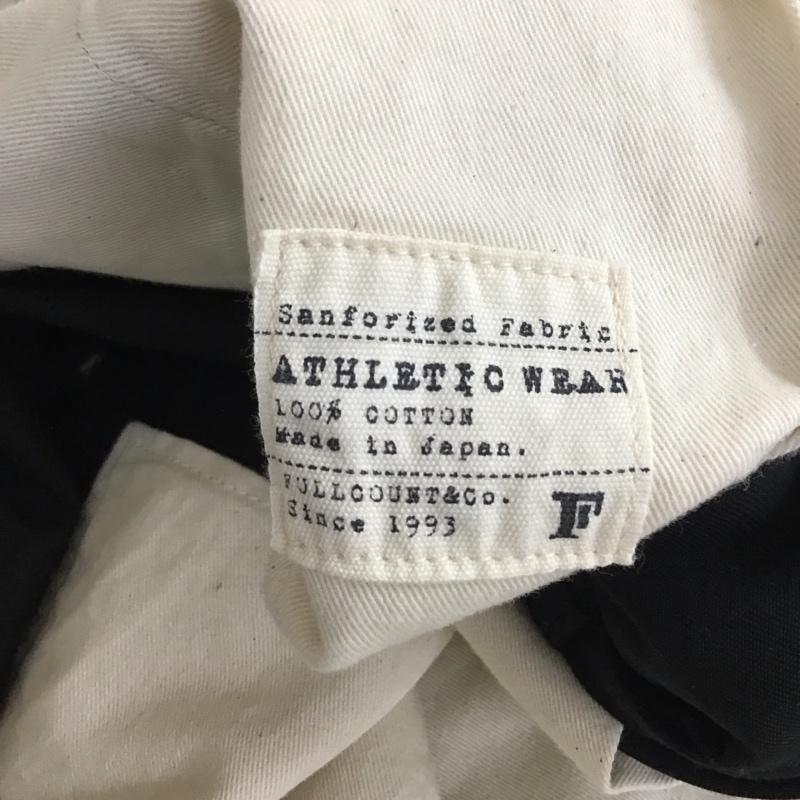 Sanforized Fabric
ATHLETIC WEAR
100% COTTON
Made in Japan.
FULLCOUNT&Co.
Since 1993
F